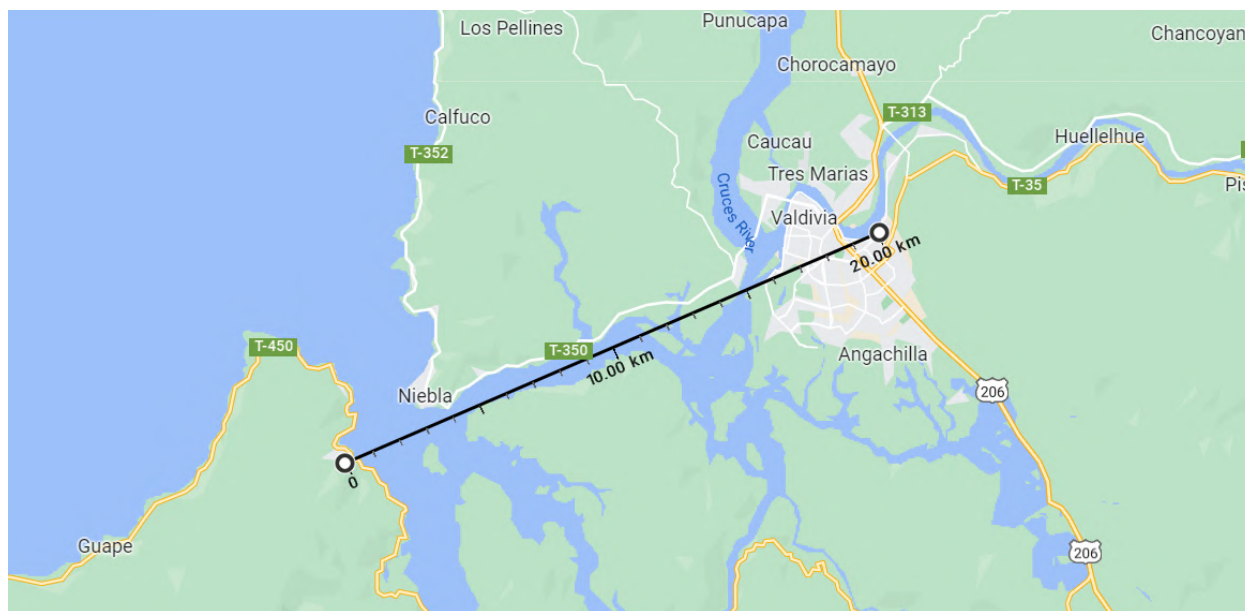 Los Pellines
Punucapa
Chancoyan
Chorocamayo
T-313
Calfuco
Caucau
Huellelhue
T-352
Tres Marias
T-35
Pis
Cruces River
Valdivia
20.00 km
T-450
T-350
10.00 km
Angachilla
Niebla
206
0
Guape
206